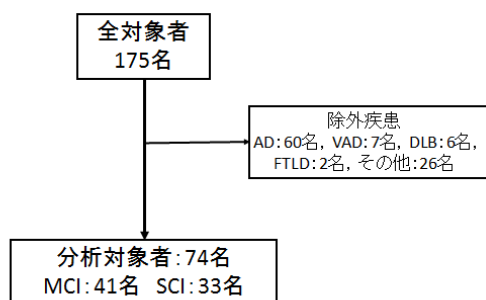 全対象者
175名
除外疾患
AD:60名, VAD:7名, DLB:6名,
FTLD:2名, その他:26名
分析対象者:74名
MCI:41名 SCI:33名